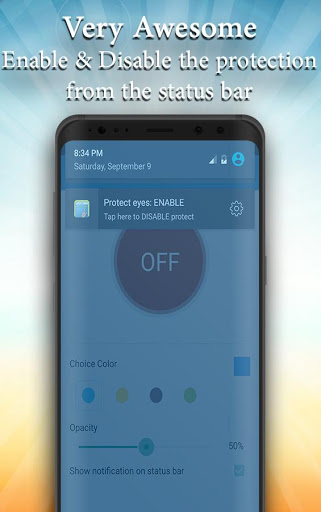 Very Awesome
Enable & Disable the protection
from the status bar
8:34 PM
Saturday, September 9
Protect eyes: ENABLE
Tap here to DISABLE protect
OFF
Choice Color
Opacity
50%
Show notification on status bar